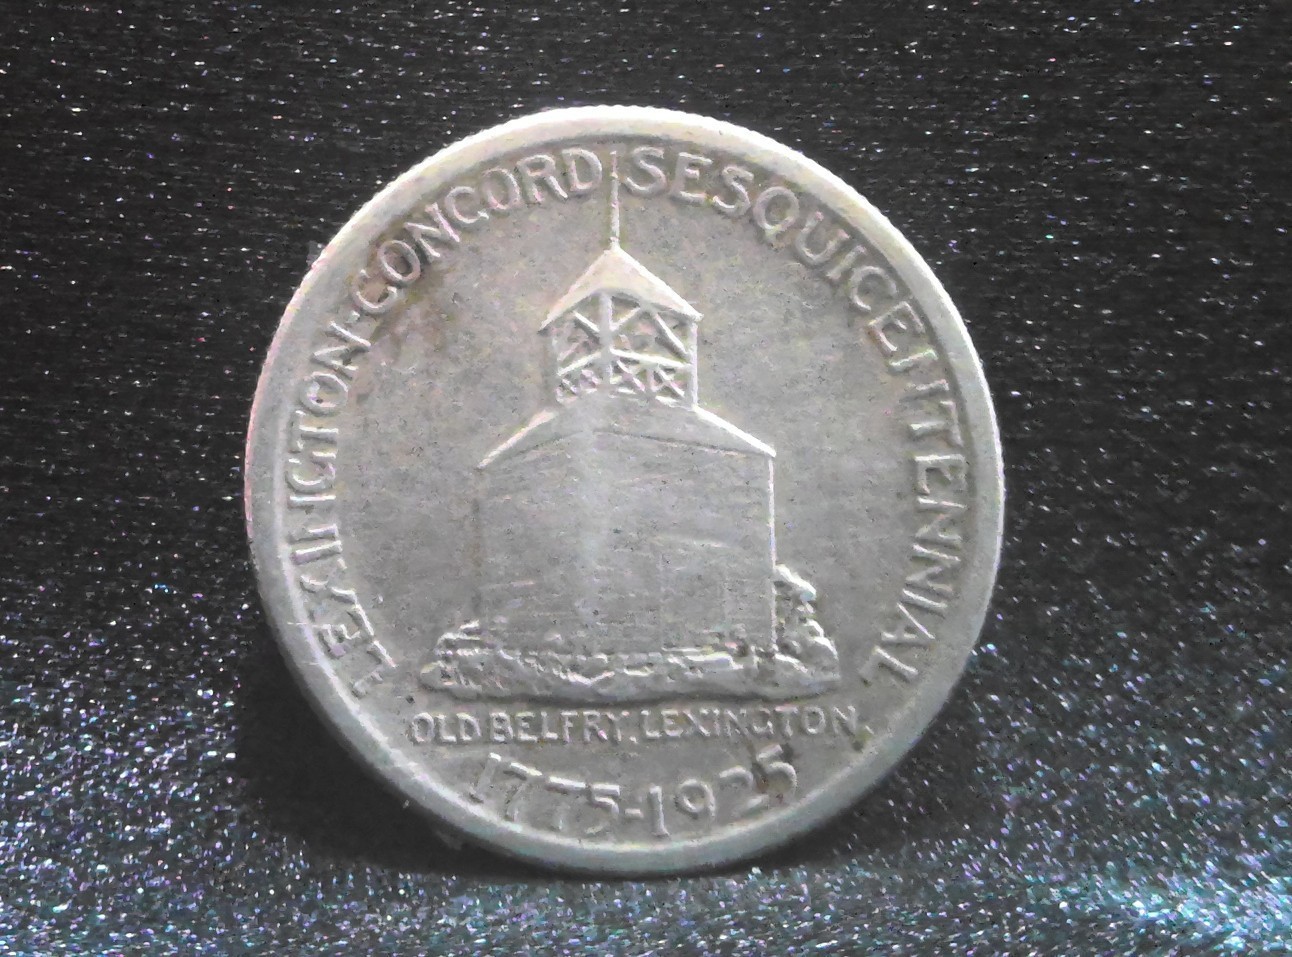 LEXINGTON-CONCORD SESQUICENTENNIAL
OLD BELFRY, LEXINGTON
1775-1925